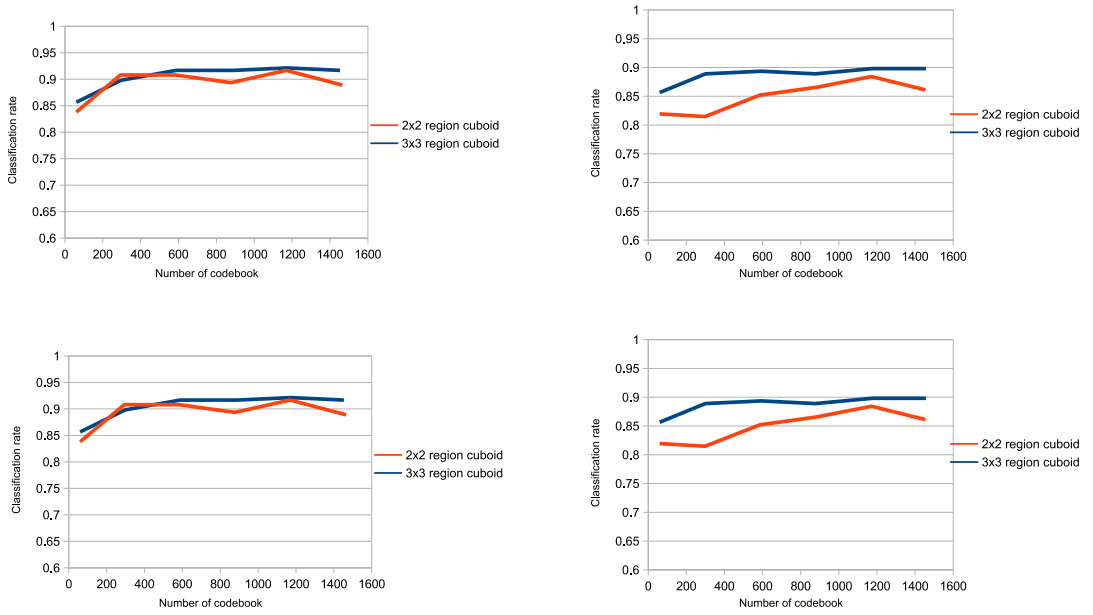 1
0.95
0.9
0.85
0.8
0.75
0.7
0.65
0.6
0 200 400 600 800 1000 1200 1400 1600
Classification rate
Number of codebook
2x2 region cuboid
3x3 region cuboid
1
0.95
0.9
0.85
0.8
0.75
0.7
0.65
0.6
0 200 400 600 800 1000 1200 1400 1600
Classification rate
Number of codebook
2x2 region cuboid
3x3 region cuboid
1
0.95
0.9
0.85
0.8
0.75
0.7
0.65
0.6
0 200 400 600 800 1000 1200 1400 1600
Classification rate
Number of codebook
2x2 region cuboid
3x3 region cuboid
1
0.95
0.9
0.85
0.8
0.75
0.7
0.65
0.6
0 200 400 600 800 1000 1200 1400 1600
Classification rate
Number of codebook
2x2 region cuboid
3x3 region cuboid